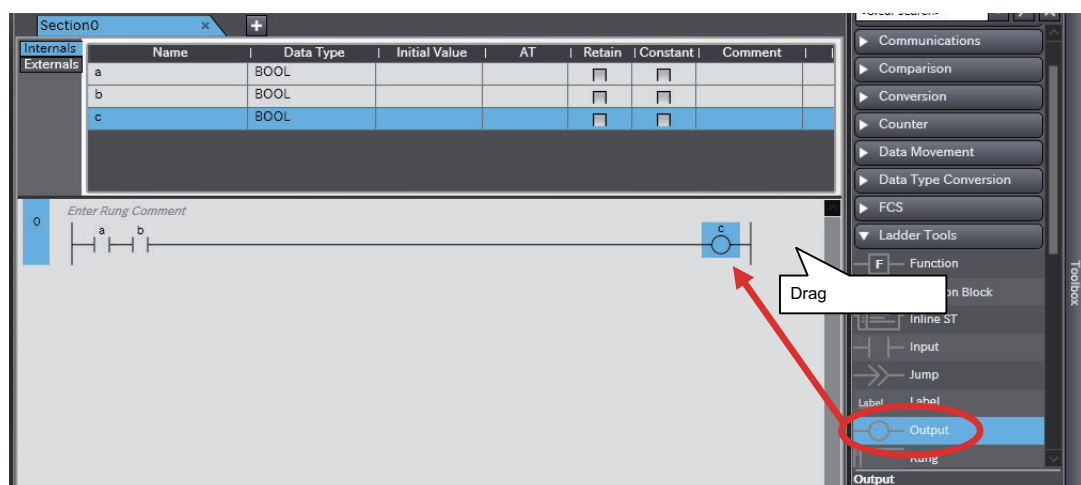 Section0
Internals
Externals
Name Data Type Initial Value AT Retain Constant Comment
a BOOL
b BOOL
c BOOL
0
Enter Rung Comment
a b c
Drag
Communications
Comparison
Conversion
Counter
Data Movement
Data Type Conversion
FCS
Ladder Tools
F Function
on Block
Inline ST
Input
Jump
Label Label
Output
Rung
Output
Toolbox